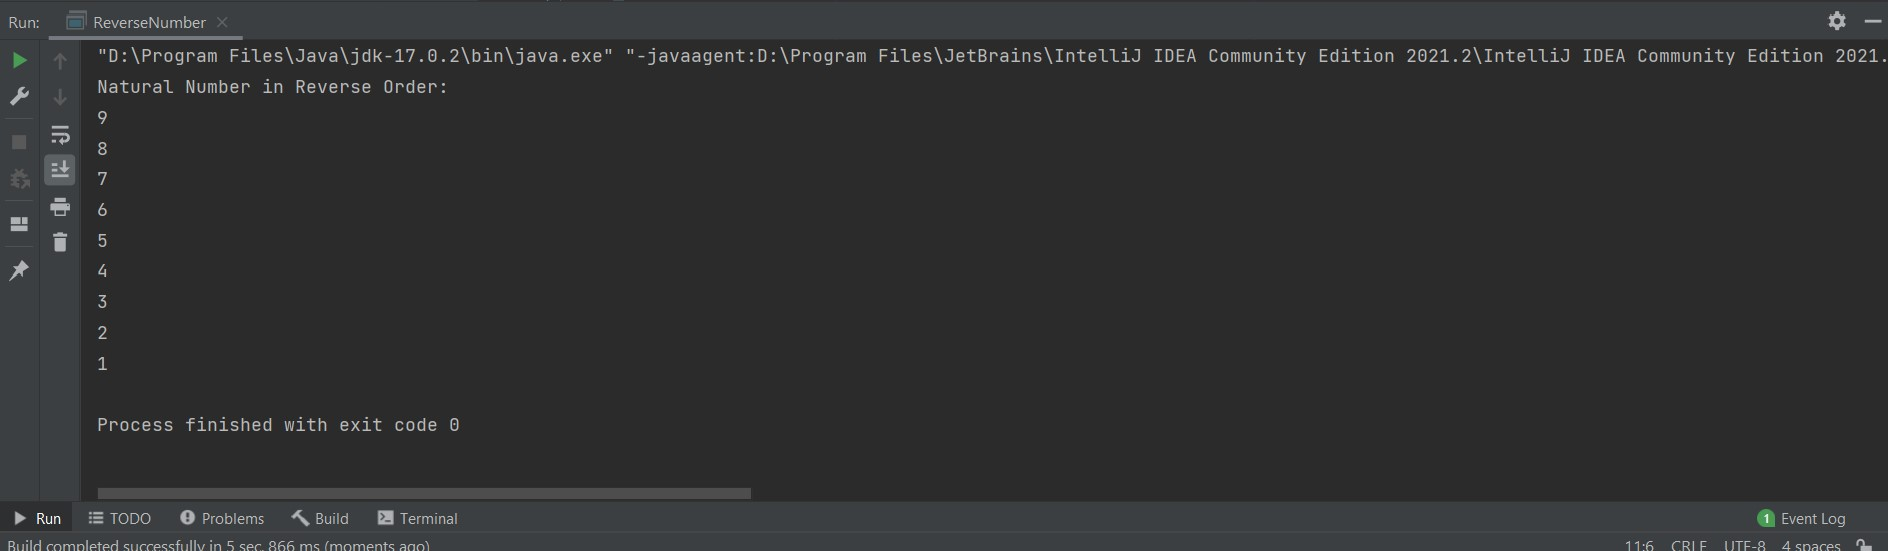 Run: ReverseNumber
"D:\Program Files\Java\jdk-17.0.2\bin\java.exe" "-javaagent:D:\Program Files\JetBrains\IntelliJ IDEA Community Edition 2021.2\IntelliJ IDEA Community Edition 2021.
Natural Number in Reverse Order:
9
8
7
6
5
4
3
2
1
Process finished with exit code 0
Run TODO Problems Build Terminal 1 Event Log
Build completed successfully in 5 sec, 866 ms (moments ago) 11:6 CRLF UTF-8 4 spaces